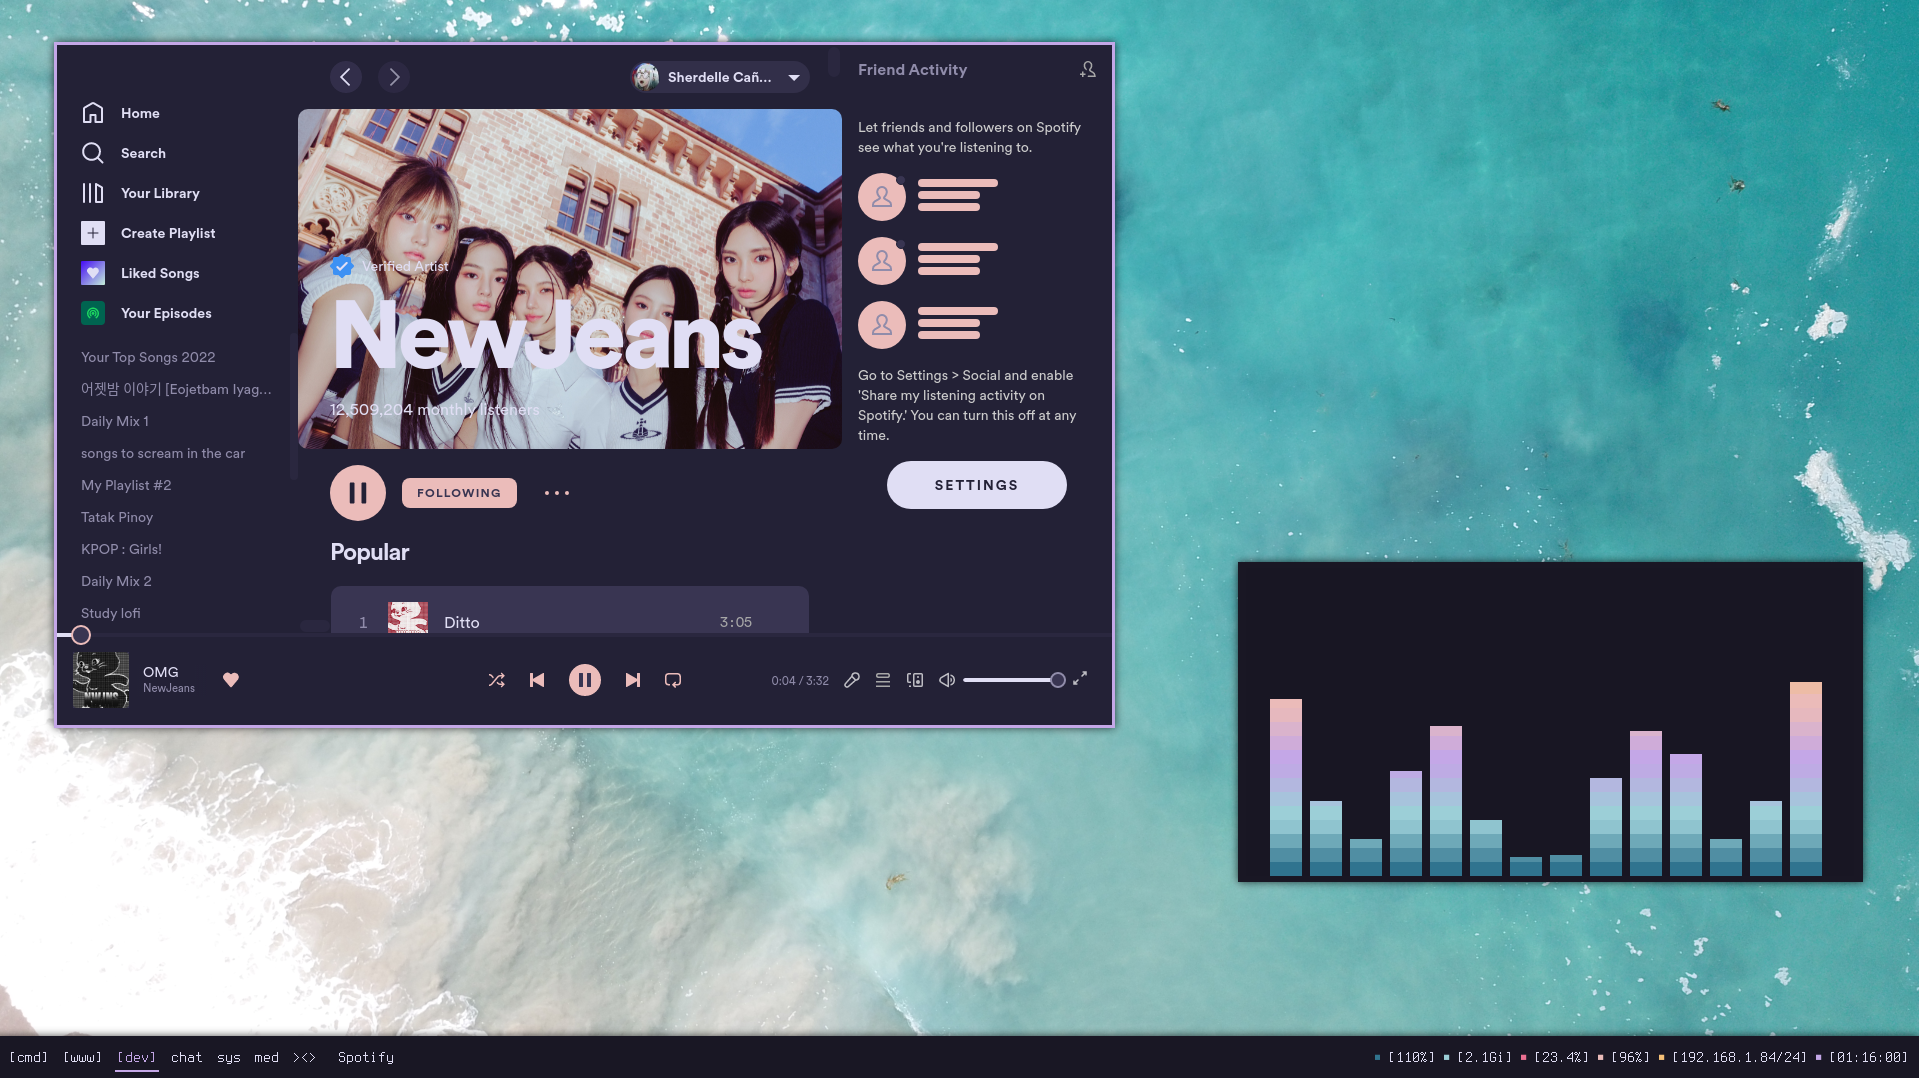 Sherdelle Cañ...
Friend Activity
Home
Search
Your Library
Create Playlist
Liked Songs
Your Episodes
Your Top Songs 2022
어젯밤 이야기 [Eojetbam Iyag...
Daily Mix 1
songs to scream in the car
My Playlist #2
Tatak Pinoy
KPOP : Girls!
Daily Mix 2
Study lofi
Verified Artist
NewJeans
12,509,204 monthly listeners
FOLLOWING
Popular
1 Ditto 3:05
Let friends and followers on Spotify
see what you're listening to.
Go to Settings > Social and enable
'Share my listening activity on
Spotify.' You can turn this off at any
time.
SETTINGS
OMG
NewJeans
0:04 / 3:32
[cmd] [www] [dev] chat sys med ><> Spotify
[110%] [2.1Gi] [23.4%] [96%] [192.168.1.84/24] [01:16:00]